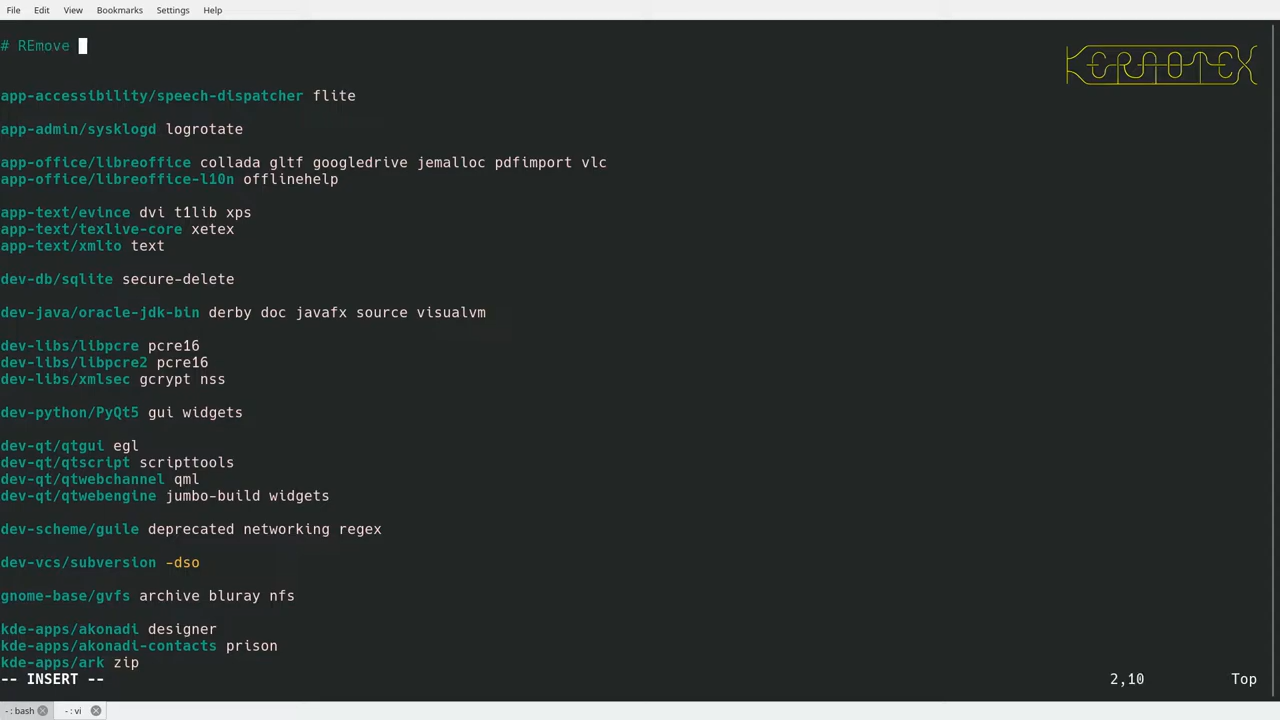 File Edit View Bookmarks Settings Help
# REmove
KERNOTEX
app-accessibility/speech-dispatcher flite
app-admin/sysklogd logrotate
app-office/libreoffice collada gltf googledrive jemalloc pdfimport vlc
app-office/libreoffice-l10n offlinehelp
app-text/evince dvi t1lib xps
app-text/texlive-core xetex
app-text/xmlto text
dev-db/sqlite secure-delete
dev-java/oracle-jdk-bin derby doc javafx source visualvm
dev-libs/libpcre pcre16
dev-libs/libpcre2 pcre16
dev-libs/xmlsec gcrypt nss
dev-python/PyQt5 gui widgets
dev-qt/qtgui egl
dev-qt/qtscript scripttools
dev-qt/qtwebchannel qml
dev-qt/qtwebengine jumbo-build widgets
dev-scheme/guile deprecated networking regex
dev-vcs/subversion -dso
gnome-base/gvfs archive bluray nfs
kde-apps/akonadi designer
kde-apps/akonadi-contacts prison
kde-apps/ark zip
-- INSERT -- 2,10 Top
- : bash - : vi